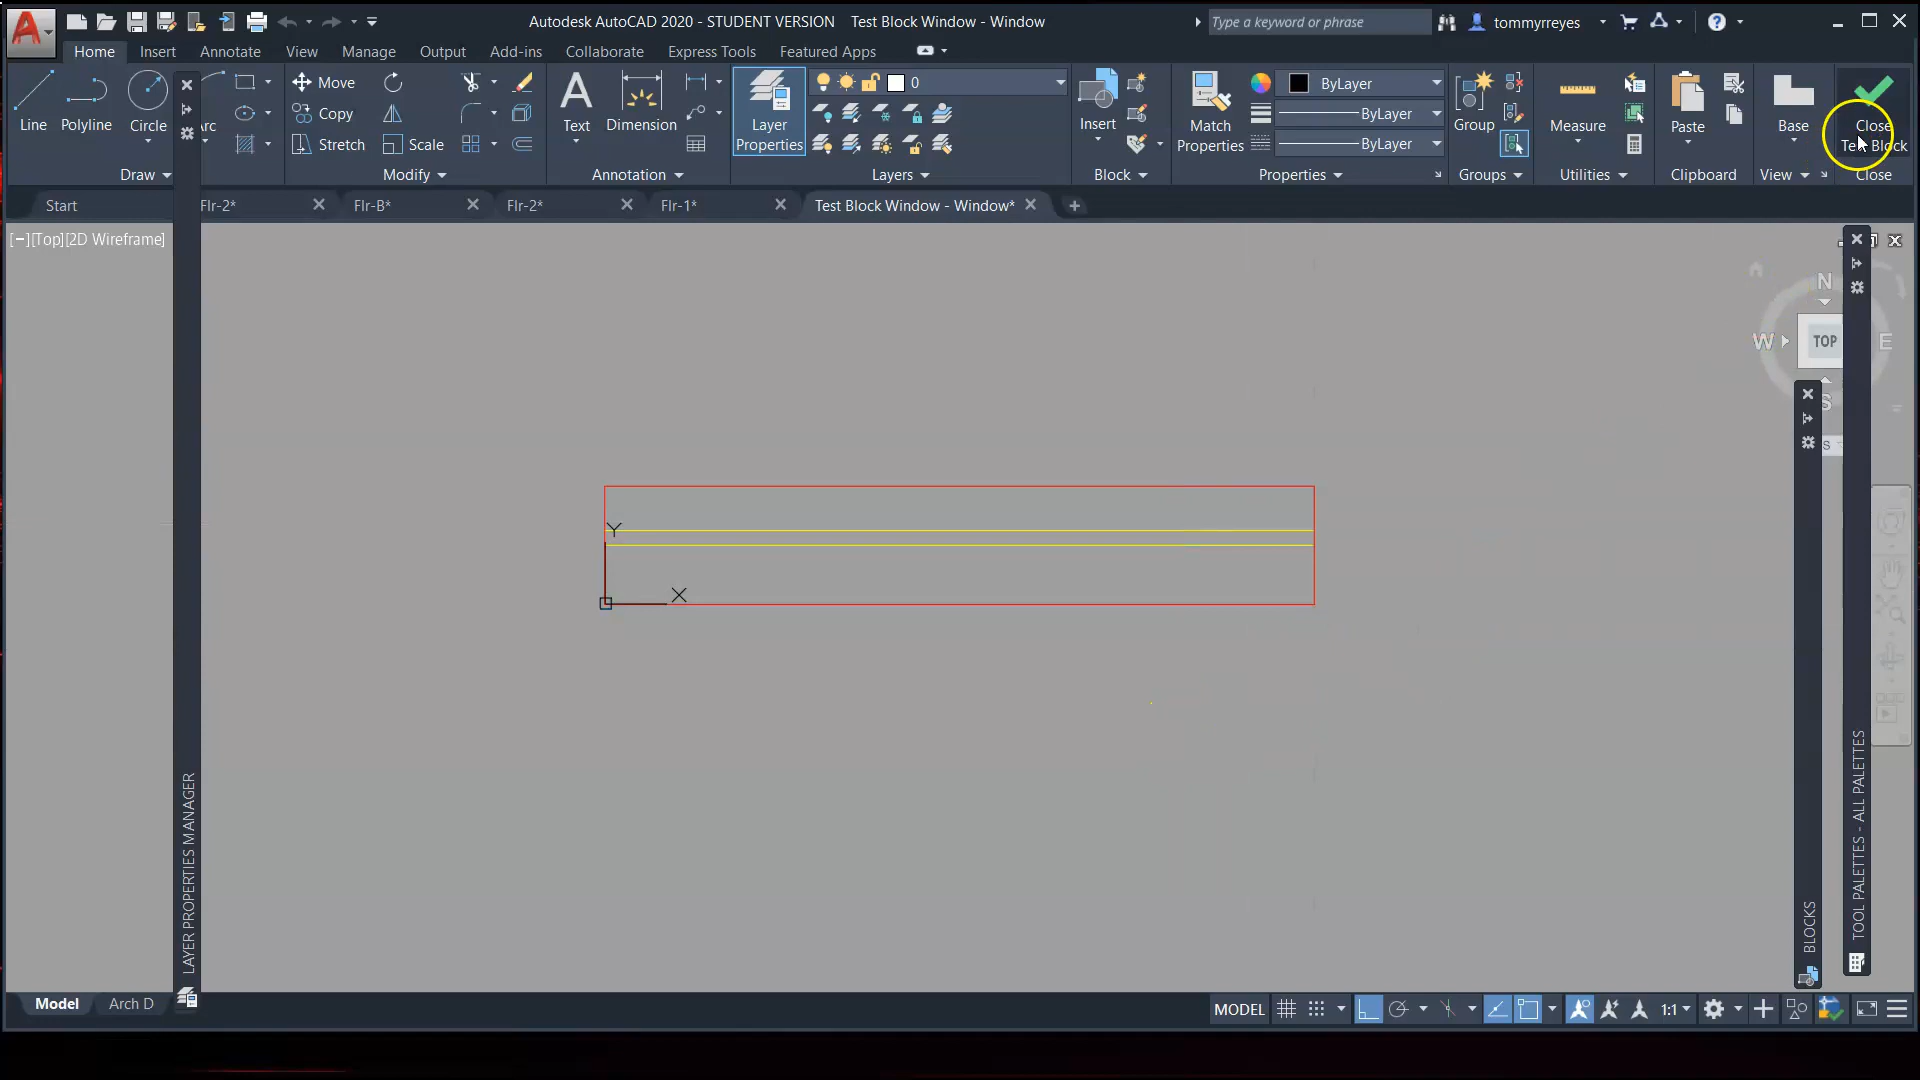 Autodesk AutoCAD 2020 - STUDENT VERSION Test Block Window - Window
Type a keyword or phrase
tommyrreyes
Home Insert Annotate View Manage Output Add-ins Collaborate Express Tools Featured Apps
Line Polyline Circle
Move
Copy
Stretch Scale
Text Dimension
Layer
Properties
0
Insert
Match
Properties
ByLayer
ByLayer
ByLayer
Group
Measure
Paste
Base
Close
Block
Draw Modify Annotation Layers Block Properties Groups Utilities Clipboard View Close
Start Flr-2* Flr-B* Flr-2* Flr-1* Test Block Window - Window*
[−][Top][2D Wireframe]
N
W TOP E
S
Y
X
LAYER PROPERTIES MANAGER
BLOCKS
TOOL PALETTES - ALL PALETTES
Model Arch D
MODEL 1:1